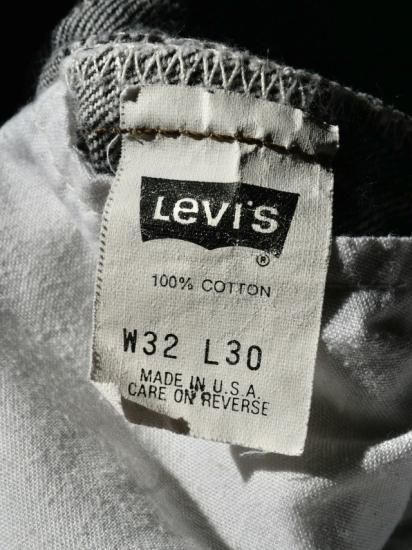 Levi's
®
100% COTTON
W32 L30
MADE IN U.S.A.
CARE ON REVERSE